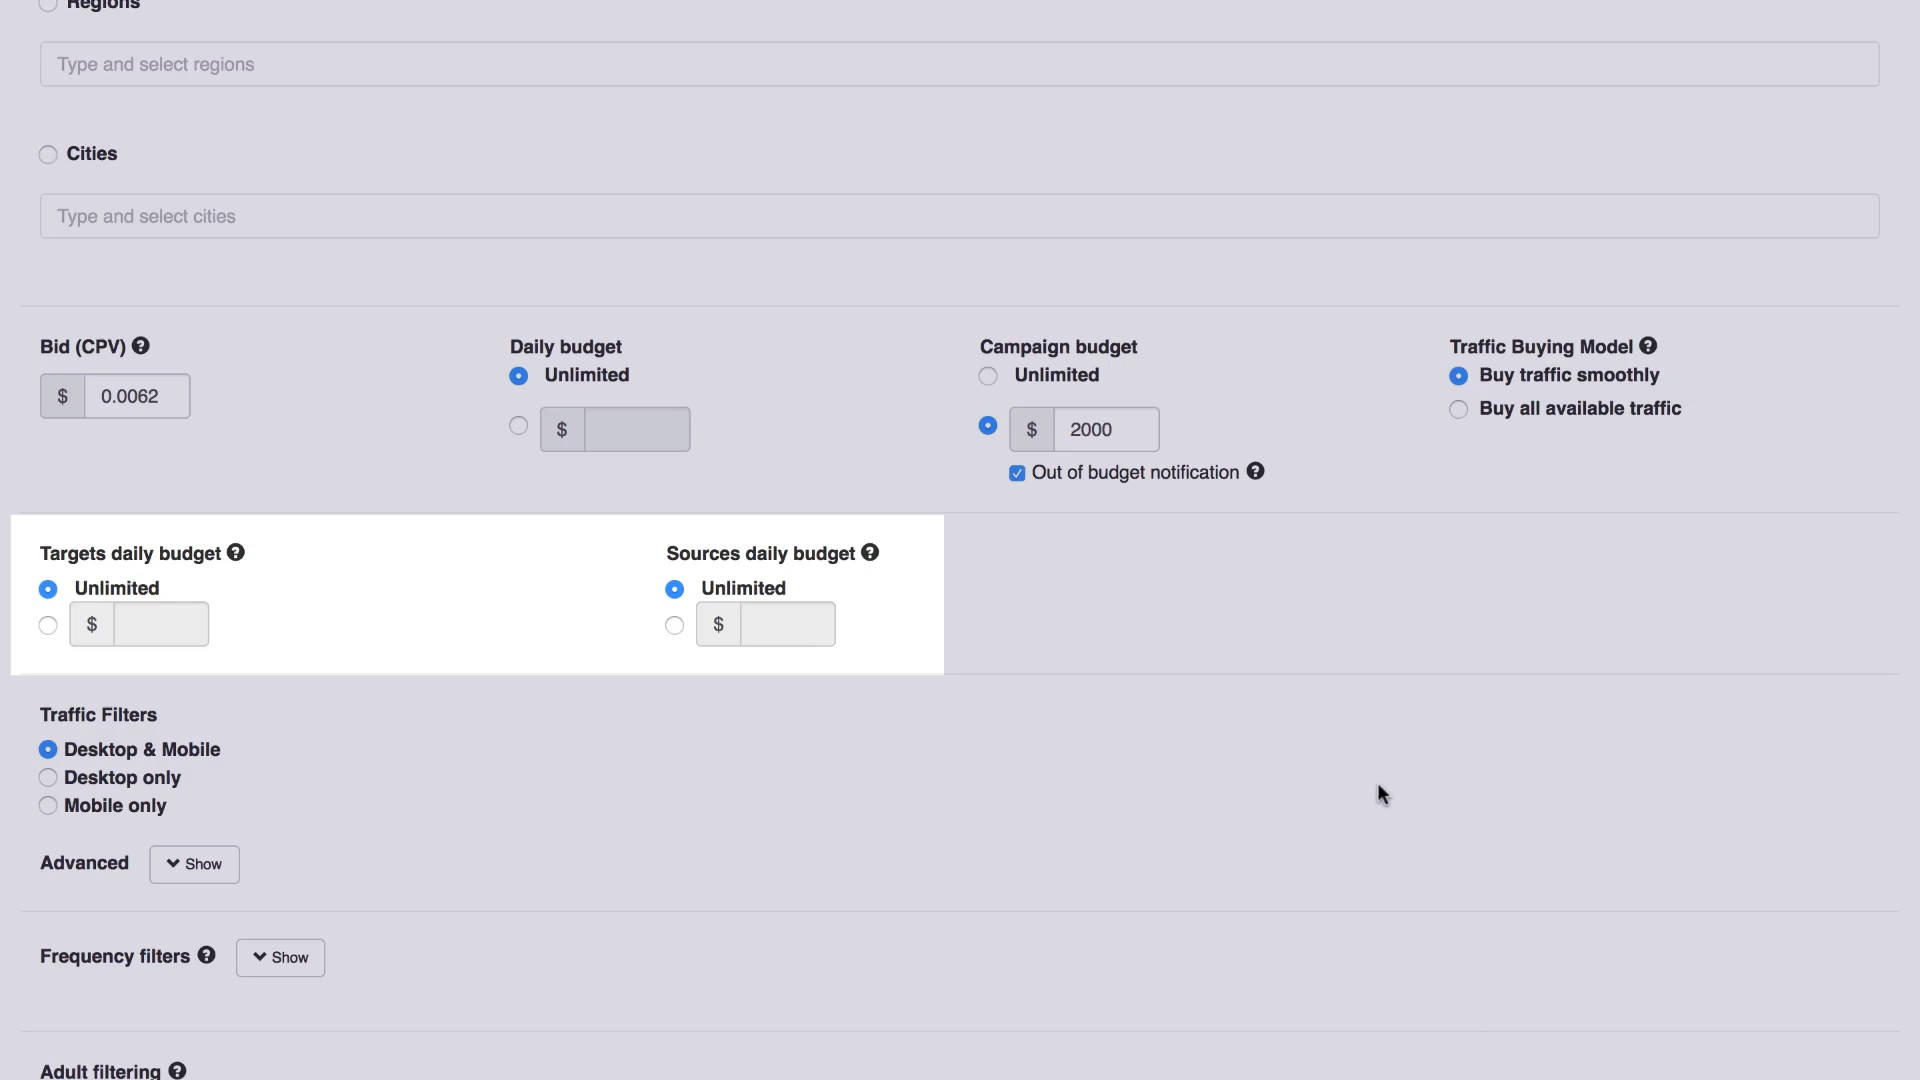 Regions
Type and select regions
Cities
Type and select cities
Bid (CPV)
$ 0.0062
Daily budget
Unlimited
$
Campaign budget
Unlimited
$ 2000
Out of budget notification
Traffic Buying Model
Buy traffic smoothly
Buy all available traffic
Targets daily budget
Unlimited
$
Sources daily budget
Unlimited
$
Traffic Filters
Desktop & Mobile
Desktop only
Mobile only
Advanced Show
Frequency filters Show
Adult filtering